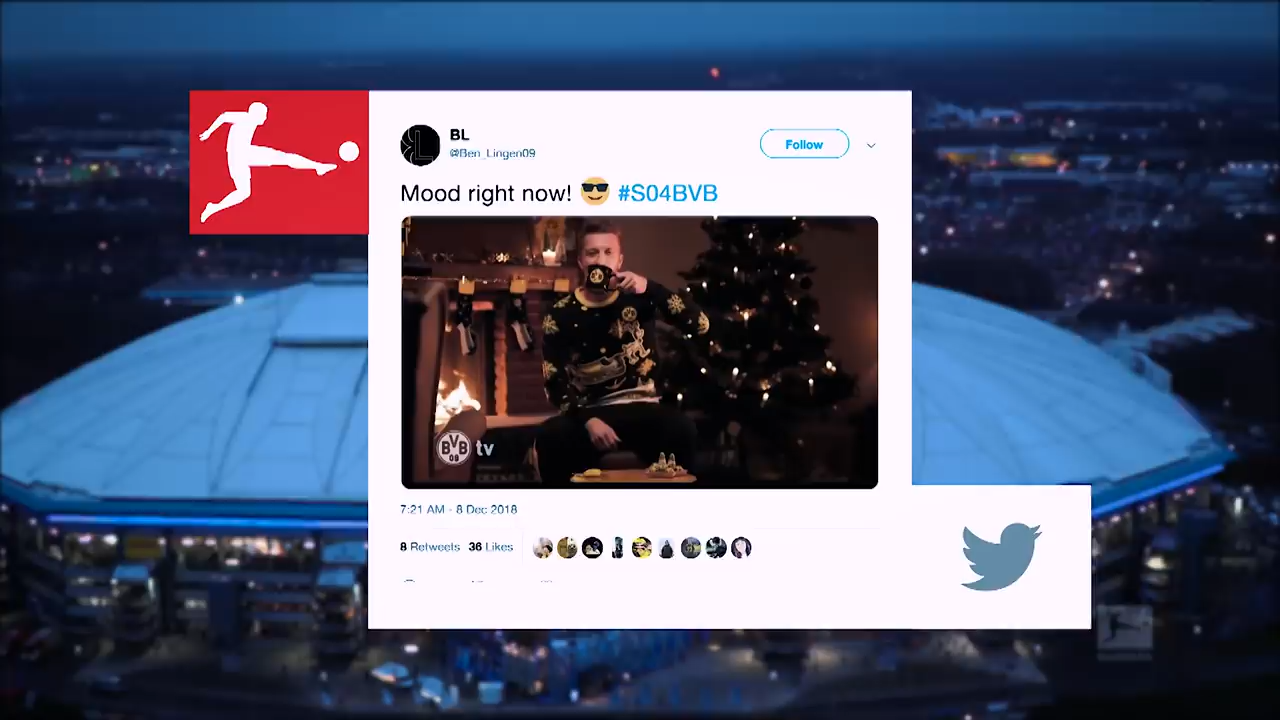 BL
@Ben_Lingen09
Follow
Mood right now! 😎 #S04BVB
BVB
09
tv
7:21 AM - 8 Dec 2018
8 Retweets 36 Likes